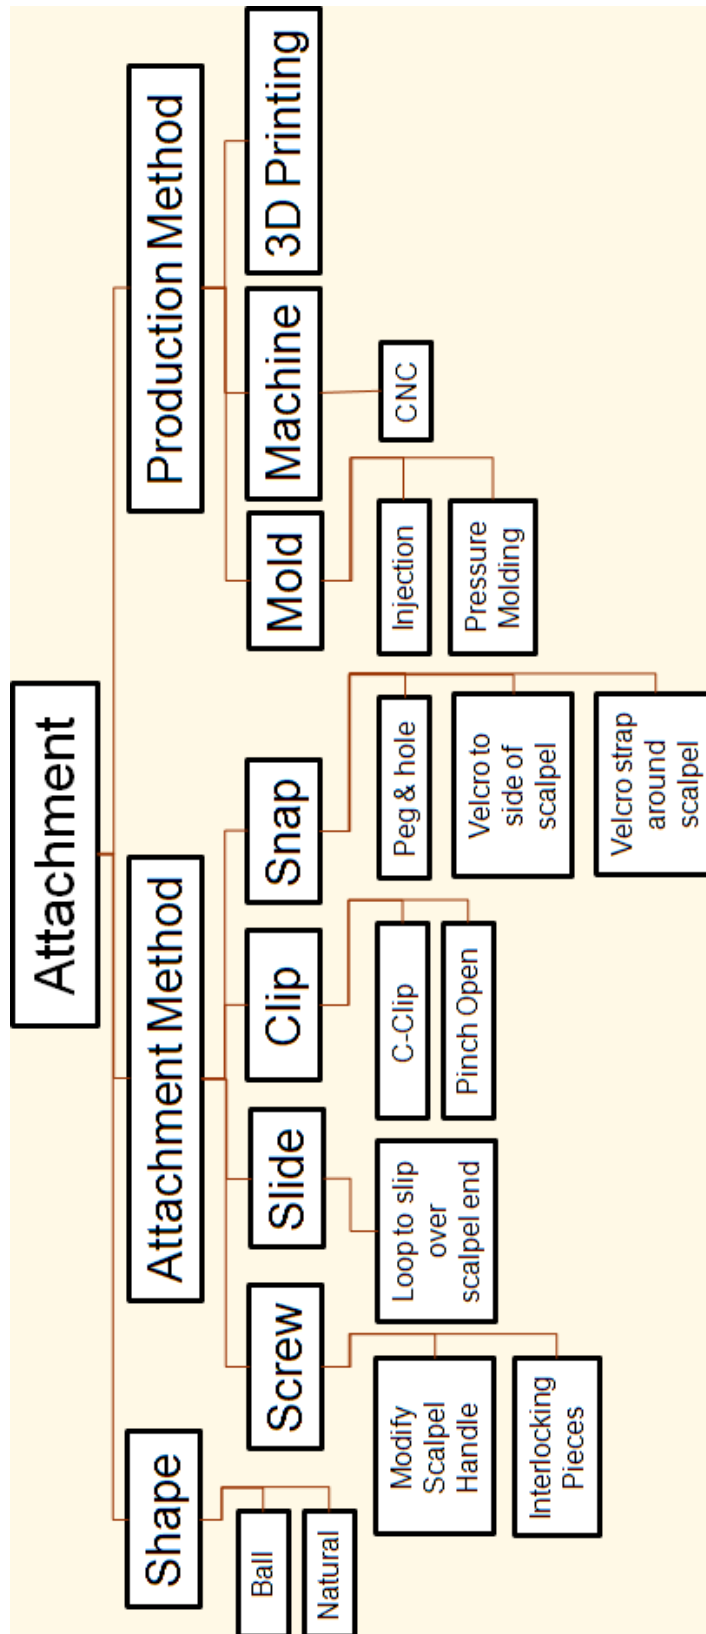 Attachment
Shape
Attachment Method
Production Method
Ball
Natural
Screw
Slide
Clip
Snap
Mold
Machine
3D Printing
Modify
Scalpel
Handle
Interlocking
Pieces
Loop to slip
over
scalpel end
C-Clip
Pinch Open
Peg & hole
Velcro to
side of
scalpel
Velcro strap
around
scalpel
Injection
Pressure
Molding
CNC